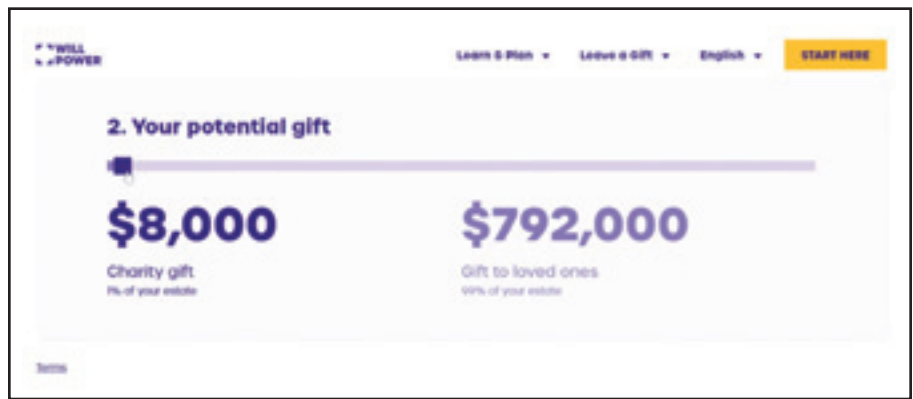 WILL
POWER
Learn & Plan
Leave a Gift
English
START HERE
2. Your potential gift
$8,000
$792,000
Charity gift
Gift to loved ones
1% of your estate
99% of your estate
Terms